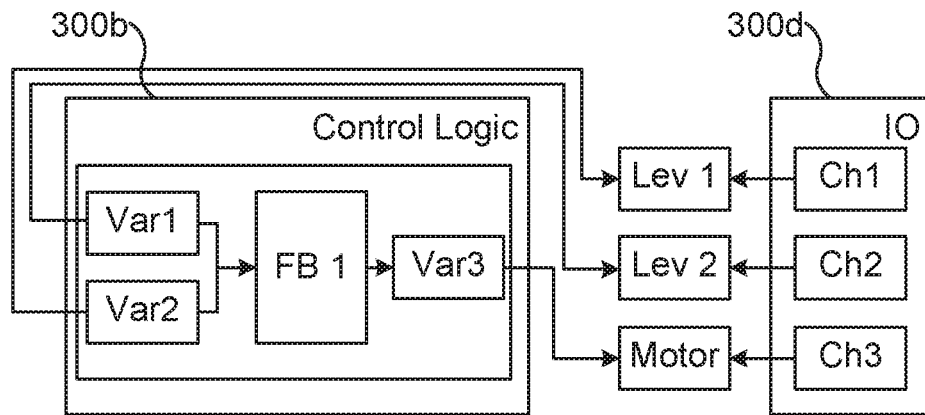 300b
300d
Control Logic
IO
Var1
Var2
FB 1
Var3
Lev 1
Lev 2
Motor
Ch1
Ch2
Ch3